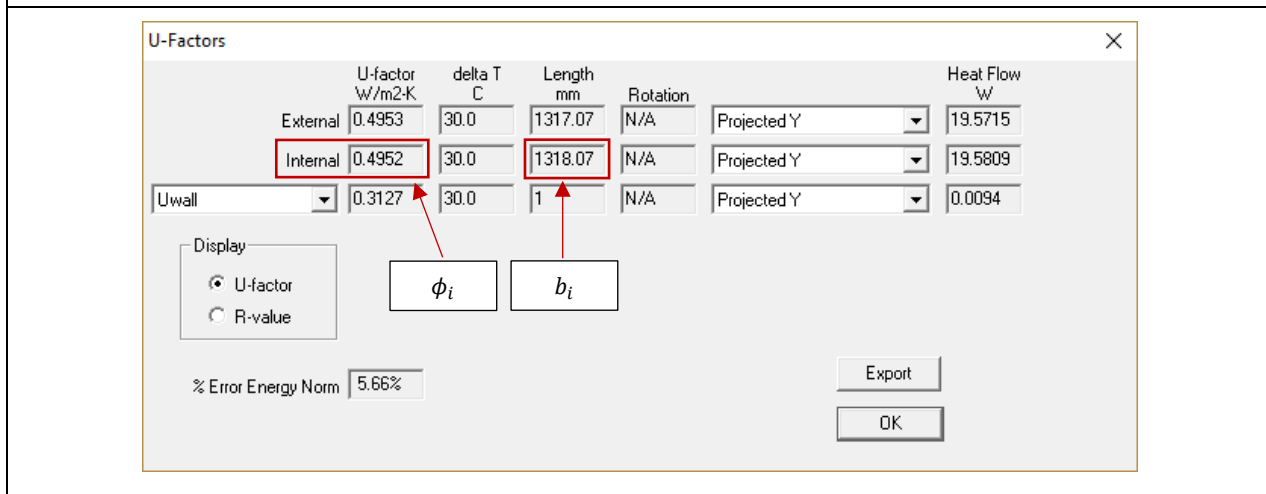 U-Factors
U-factor delta T Length Heat Flow
W/m2-K C mm Rotation W
External 0.4953 30.0 1317.07 N/A Projected Y 19.5715
Internal 0.4952 30.0 1318.07 N/A Projected Y 19.5809
Uwall 0.3127 30.0 1 N/A Projected Y 0.0094
Display
U-factor
R-value
𝜙𝑖 𝑏𝑖
% Error Energy Norm 5.66%
Export
OK